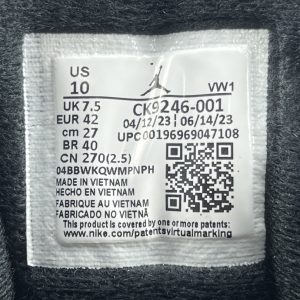 US
10
VW1
UK 7.5
CK9246-001
EUR 42
04/12/23 06/14/23
cm 27
UPC00196969047108
BR 40
CN 270(2.5)
04BBWKQWMPNPH
MADE IN VIETNAM
HECHO EN VIETNAM
FABRIQUE AU VIETNAM
FABRICADO NO VIETNÃ
This product is covered by one or more patents:
www.nike.com/patentsvirtualmarking